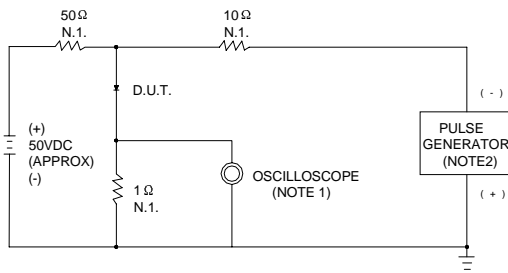 50Ω
N.1.
10Ω
N.1.
D.U.T.
(+)
50VDC
(APPROX)
(-)
1Ω
N.1.
OSCILLOSCOPE
(NOTE 1)
( - )
PULSE
GENERATOR
(NOTE2)
( + )